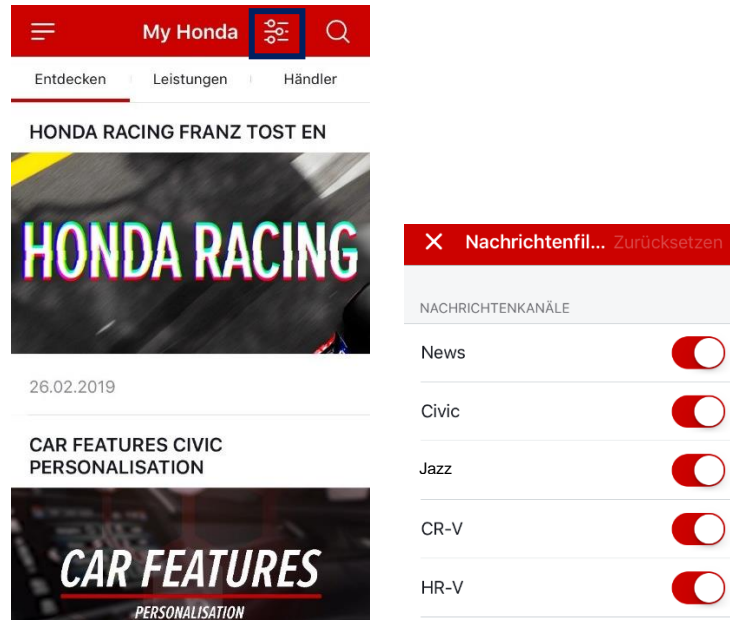 My Honda
Entdecken
Leistungen
Händler
HONDA RACING FRANZ TOST EN
HONDA RACING
26.02.2019
CAR FEATURES CIVIC
PERSONALISATION
CAR FEATURES
PERSONALISATION
Nachrichtenfil... Zurücksetzen
NACHRICHTENKANÄLE
News
Civic
Jazz
CR-V
HR-V